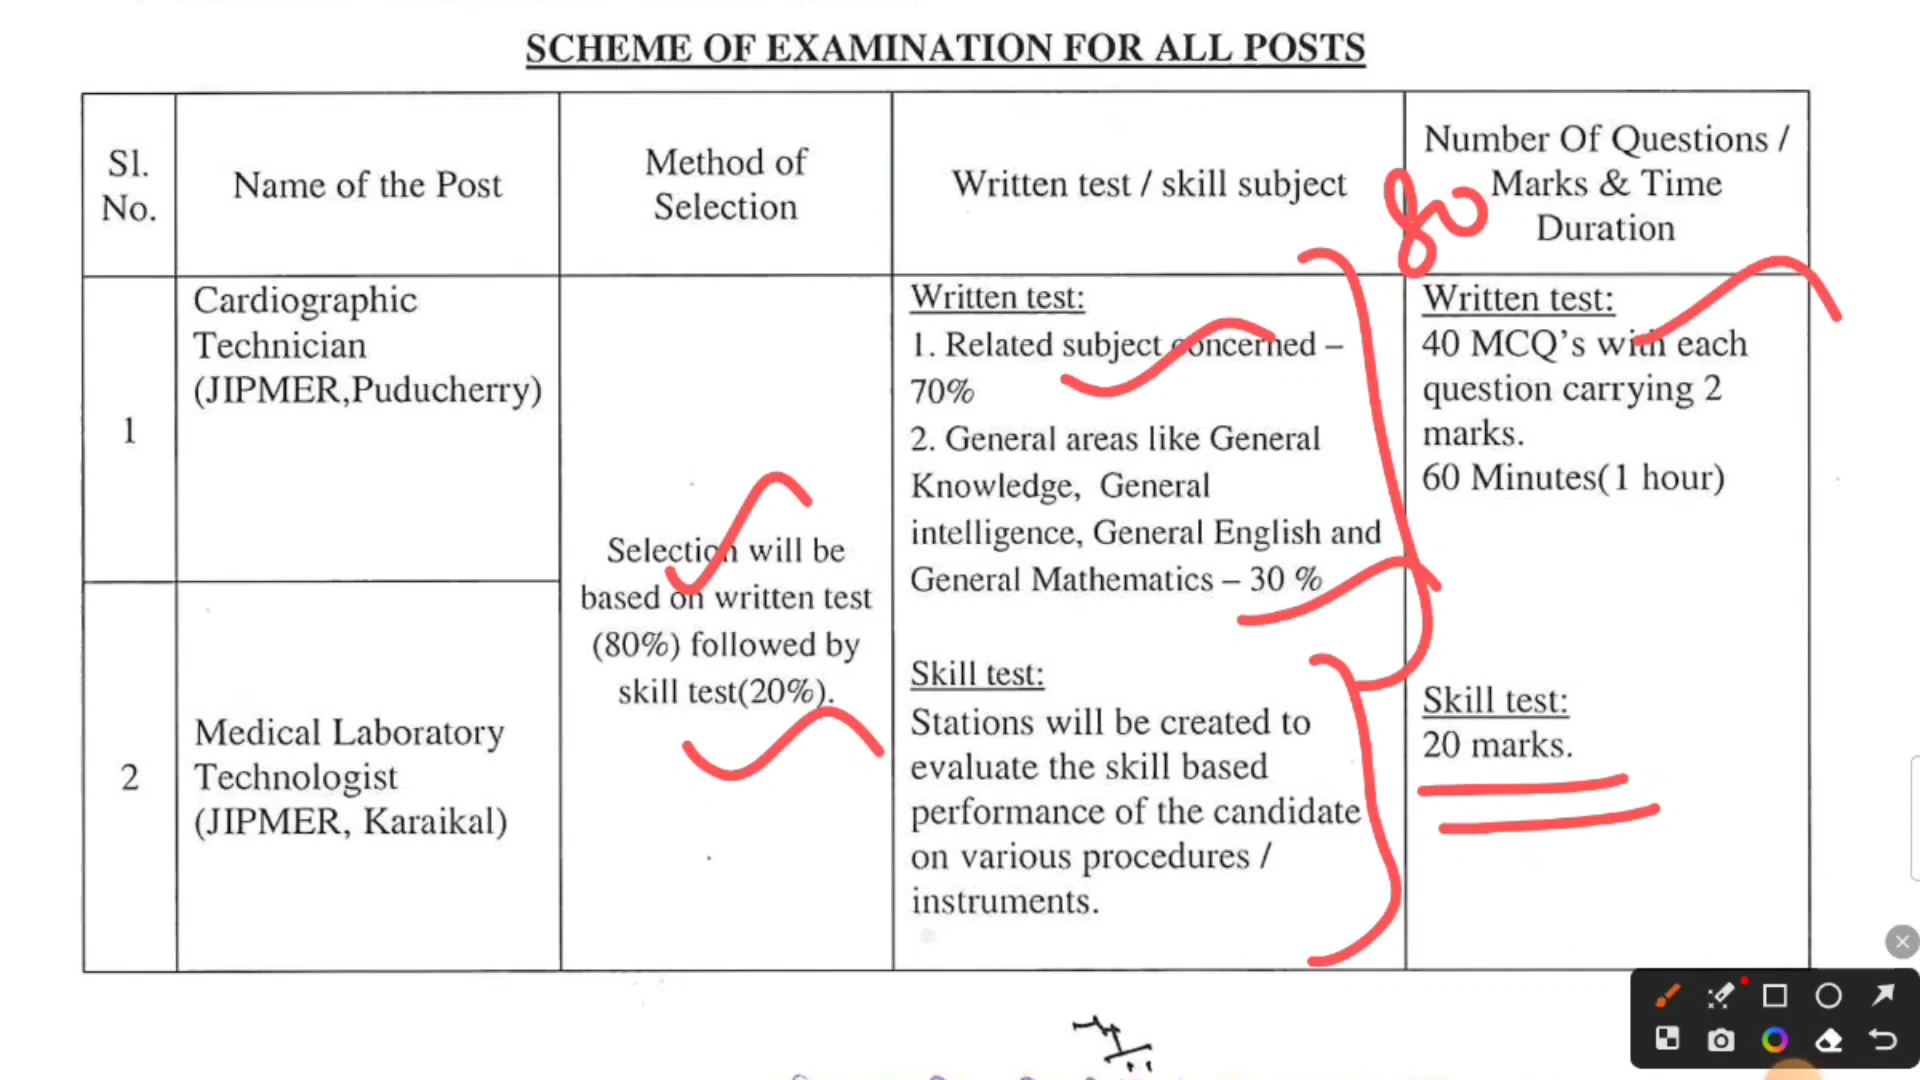 SCHEME OF EXAMINATION FOR ALL POSTS
Sl.
No.
Name of the Post
Method of
Selection
Written test / skill subject
Number Of Questions /
Marks & Time
Duration
80
1
Cardiographic
Technician
(JIPMER,Puducherry)
2
Medical Laboratory
Technologist
(JIPMER, Karaikal)
Selection will be
based on written test
(80%) followed by
skill test(20%).
Written test:
1. Related subject concerned –
70%
2. General areas like General
Knowledge, General
intelligence, General English and
General Mathematics – 30 %
Skill test:
Stations will be created to
evaluate the skill based
performance of the candidate
on various procedures /
instruments.
Written test:
40 MCQ’s with each
question carrying 2
marks.
60 Minutes(1 hour)
Skill test:
20 marks.